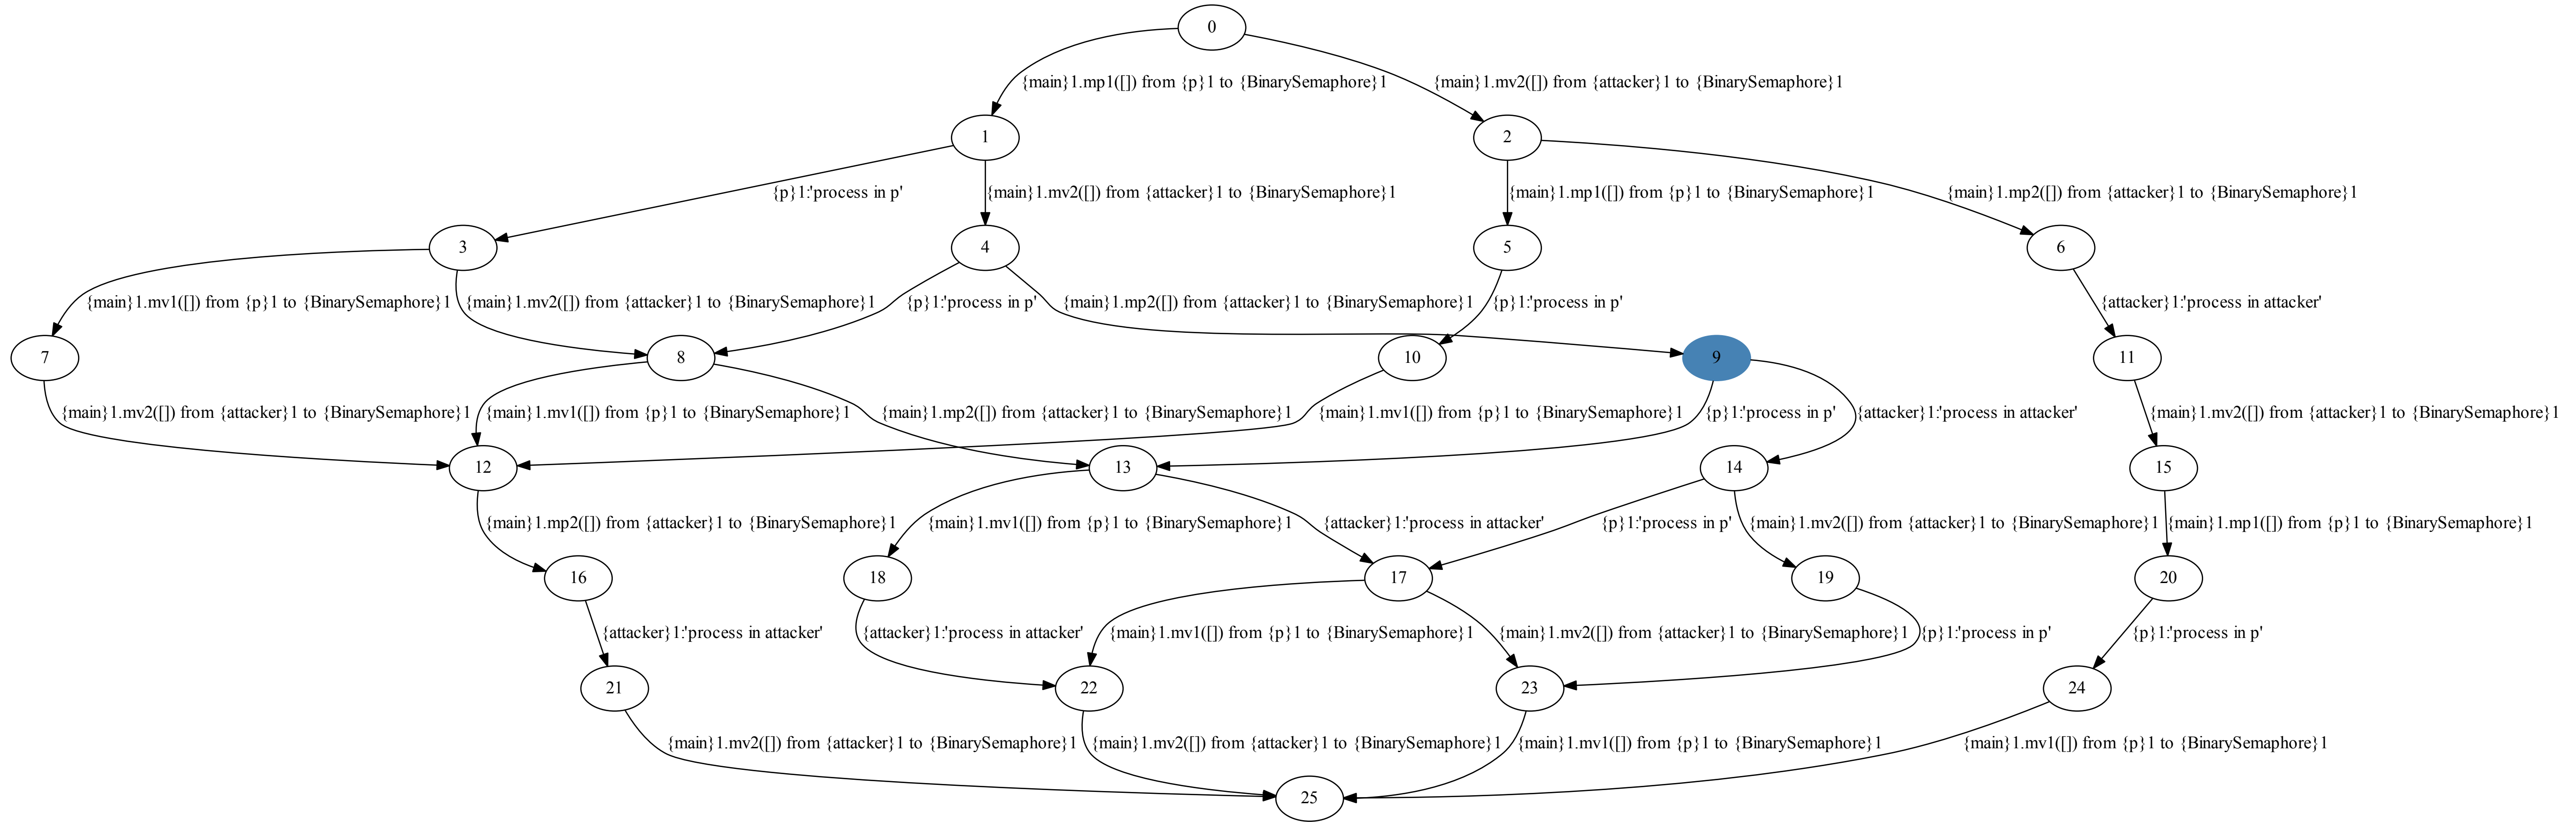 0
{main}1.mp1([]) from {p}1 to {BinarySemaphore}1
{main}1.mv2([]) from {attacker}1 to {BinarySemaphore}1
1
2
{p}1:'process in p'
{main}1.mv2([]) from {attacker}1 to {BinarySemaphore}1
{main}1.mp1([]) from {p}1 to {BinarySemaphore}1
{main}1.mp2([]) from {attacker}1 to {BinarySemaphore}1
3
4
5
6
{main}1.mv1([]) from {p}1 to {BinarySemaphore}1
{main}1.mv2([]) from {attacker}1 to {BinarySemaphore}1
{p}1:'process in p'
{main}1.mp2([]) from {attacker}1 to {BinarySemaphore}1
{p}1:'process in p'
{attacker}1:'process in attacker'
7
8
10
9
11
{main}1.mv2([]) from {attacker}1 to {BinarySemaphore}1
{main}1.mv1([]) from {p}1 to {BinarySemaphore}1
{main}1.mp2([]) from {attacker}1 to {BinarySemaphore}1
{main}1.mv1([]) from {p}1 to {BinarySemaphore}1
{p}1:'process in p'
{attacker}1:'process in attacker'
{main}1.mv2([]) from {attacker}1 to {BinarySemaphore}1
12
13
14
15
{main}1.mp2([]) from {attacker}1 to {BinarySemaphore}1
{main}1.mv1([]) from {p}1 to {BinarySemaphore}1
{attacker}1:'process in attacker'
{p}1:'process in p'
{main}1.mv2([]) from {attacker}1 to {BinarySemaphore}1
{main}1.mp1([]) from {p}1 to {BinarySemaphore}1
16
18
17
19
20
{attacker}1:'process in attacker'
{attacker}1:'process in attacker'
{main}1.mv1([]) from {p}1 to {BinarySemaphore}1
{main}1.mv2([]) from {attacker}1 to {BinarySemaphore}1
{p}1:'process in p'
{p}1:'process in p'
21
22
23
24
{main}1.mv2([]) from {attacker}1 to {BinarySemaphore}1
{main}1.mv2([]) from {attacker}1 to {BinarySemaphore}1
{main}1.mv1([]) from {p}1 to {BinarySemaphore}1
{main}1.mv1([]) from {p}1 to {BinarySemaphore}1
25